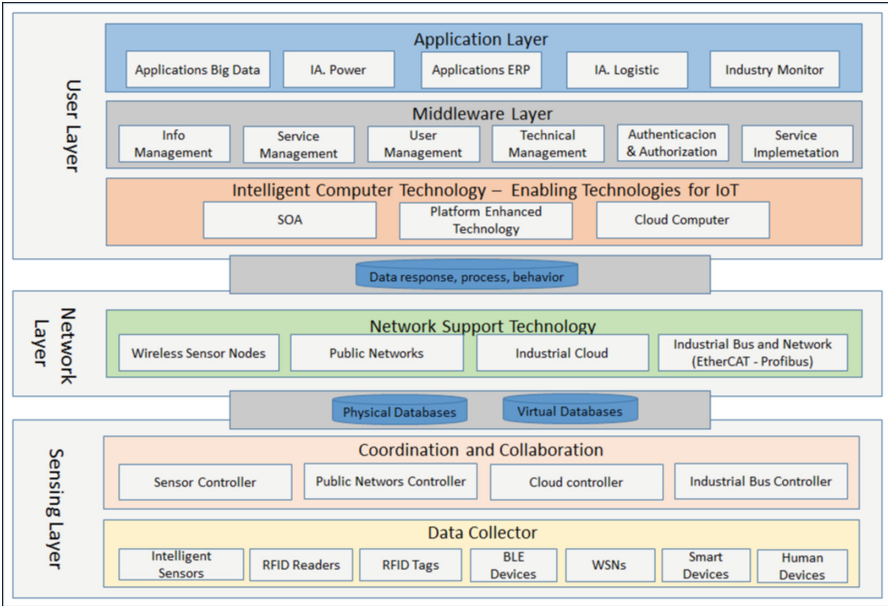 User Layer
Application Layer
Applications Big Data
IA. Power
Applications ERP
IA. Logistic
Industry Monitor
Middleware Layer
Info
Management
Service
Management
User
Management
Technical
Management
Authenticacion
& Authorization
Service
Implemetation
Intelligent Computer Technology – Enabling Technologies for IoT
SOA
Platform Enhanced
Technology
Cloud Computer
Data response, process, behavior
Network
Layer
Network Support Technology
Wireless Sensor Nodes
Public Networks
Industrial Cloud
Industrial Bus and Network
(EtherCAT - Profibus)
Physical Databases
Virtual Databases
Sensing Layer
Coordination and Collaboration
Sensor Controller
Public Networs Controller
Cloud controller
Industrial Bus Controller
Data Collector
Intelligent
Sensors
RFID Readers
RFID Tags
BLE
Devices
WSNs
Smart
Devices
Human
Devices